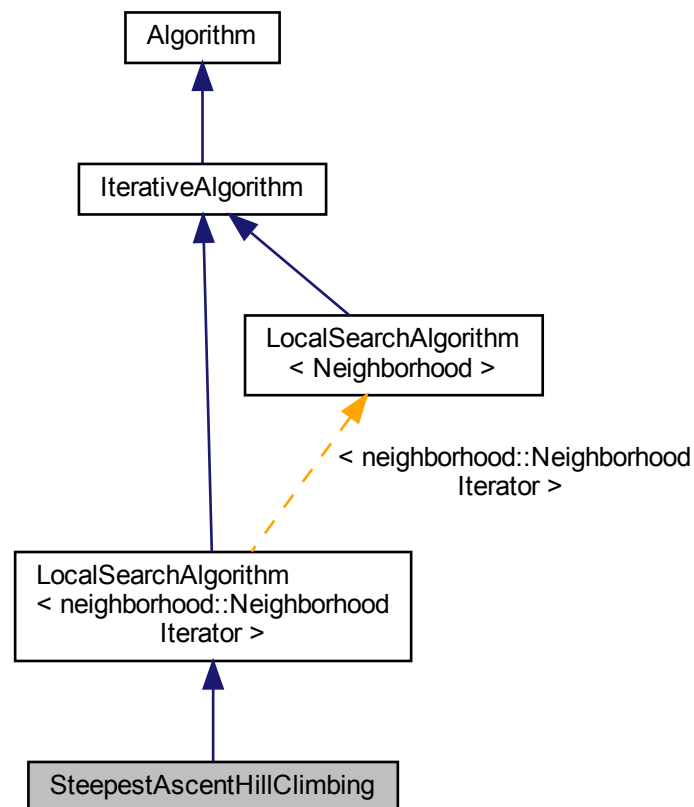 Algorithm
IterativeAlgorithm
LocalSearchAlgorithm
< Neighborhood >
< neighborhood::Neighborhood
Iterator >
LocalSearchAlgorithm
< neighborhood::Neighborhood
Iterator >
SteepestAscentHillClimbing